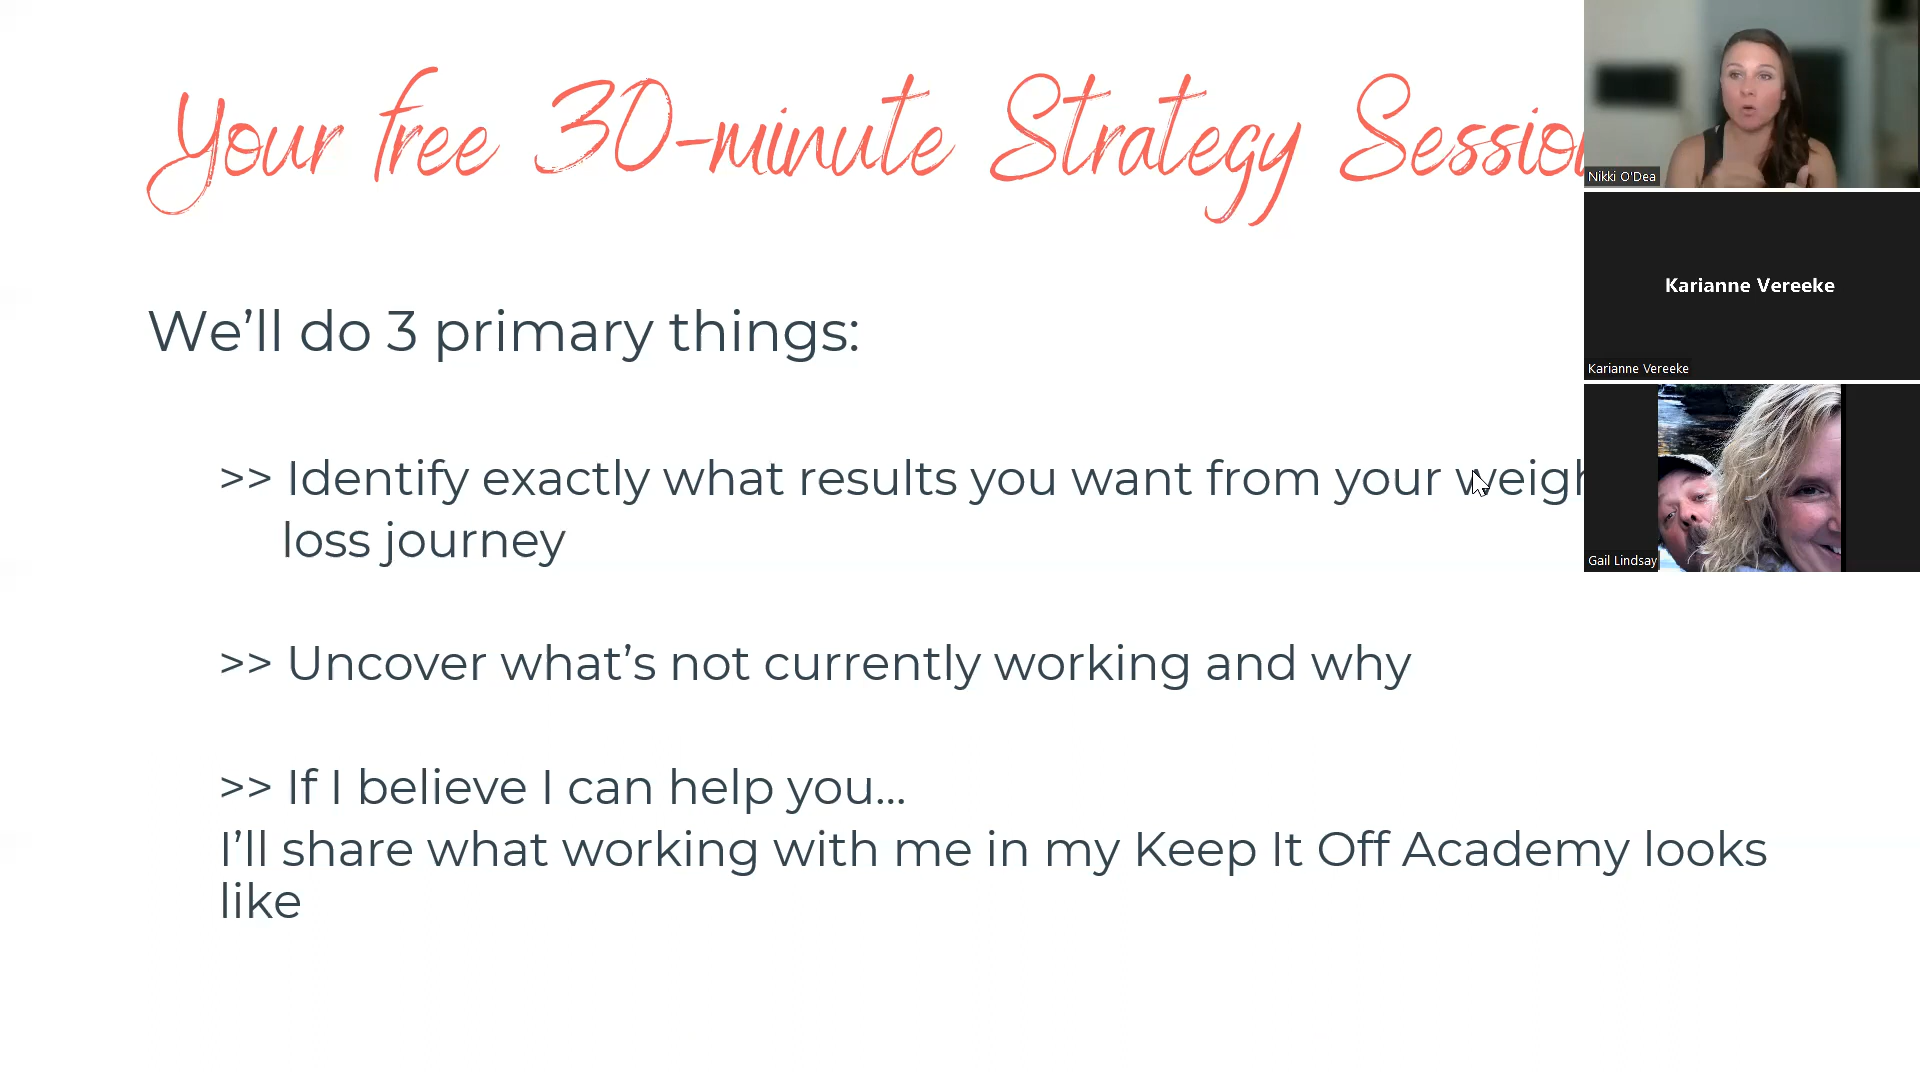 Your free 30-minute Strategy Session
We'll do 3 primary things:
>> Identify exactly what results you want from your weigh
loss journey
>> Uncover what's not currently working and why
>> If I believe I can help you...
I'll share what working with me in my Keep It Off Academy looks
like
Nikki O'Dea
Karianne Vereeke
Karianne Vereeke
Gail Lindsay